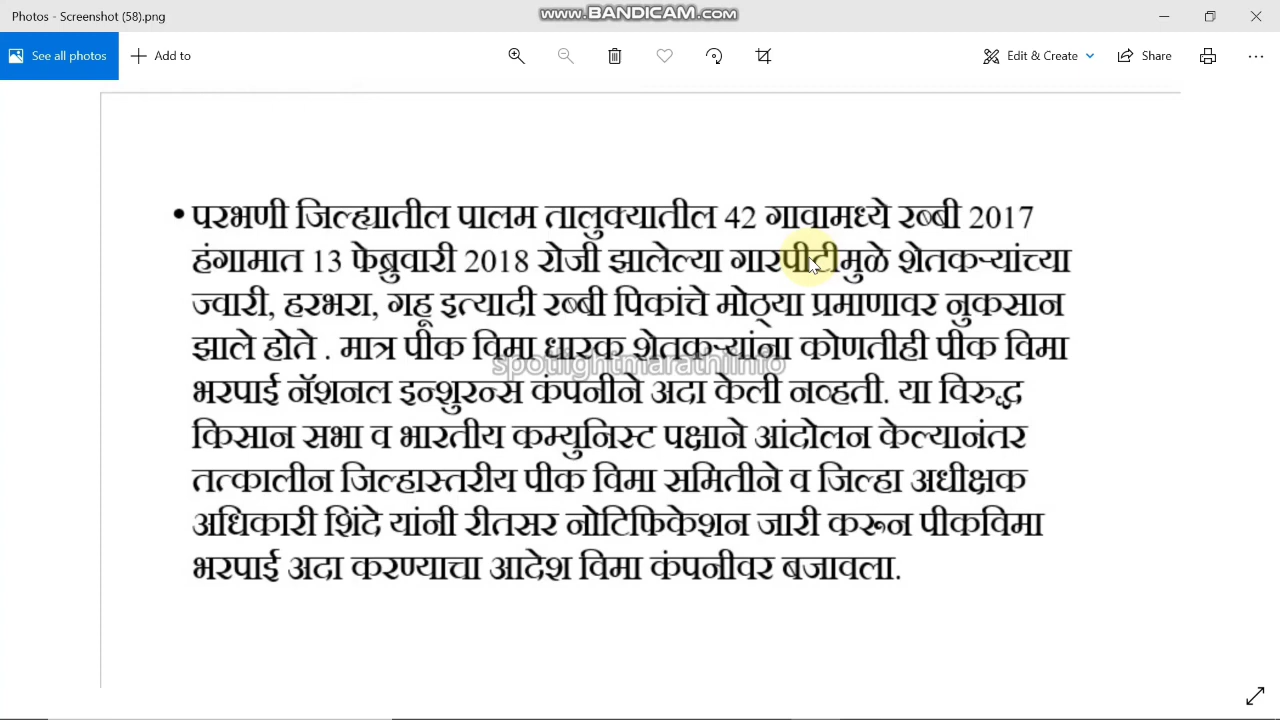 Photos - Screenshot (58).png
www.BANDICAM.com
See all photos
Add to
Edit & Create
Share
• परभणी जिल्ह्यातील पालम तालुक्यातील 42 गावामध्ये रब्बी 2017
हंगामात 13 फेब्रुवारी 2018 रोजी झालेल्या गारपीटीमुळे शेतकऱ्यांच्या
ज्वारी, हरभरा, गहू इत्यादी रब्बी पिकांचे मोठ्या प्रमाणावर नुकसान
झाले होते . मात्र पीक विमा धारक शेतकऱ्यांना कोणतीही पीक विमा
spotlightmarathiinfo
भरपाई नॅशनल इन्शुरन्स कंपनीने अदा केली नव्हती. या विरुद्ध
किसान सभा व भारतीय कम्युनिस्ट पक्षाने आंदोलन केल्यानंतर
तत्कालीन जिल्हास्तरीय पीक विमा समितीने व जिल्हा अधीक्षक
अधिकारी शिंदे यांनी रीतसर नोटिफिकेशन जारी करून पीकविमा
भरपाई अदा करण्याचा आदेश विमा कंपनीवर बजावला.